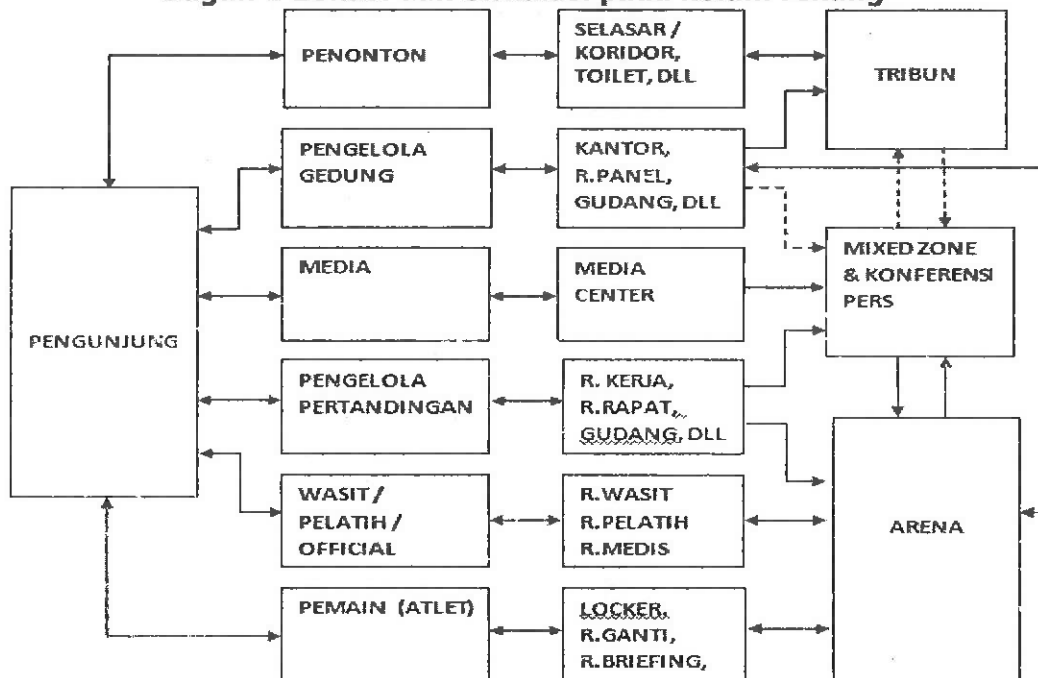 PENONTON
SELASAR /
KORIDOR,
TOILET, DLL
TRIBUN
PENGELOLA
GEDUNG
KANTOR,
R.PANEL,
GUDANG, DLL
MEDIA
MEDIA
CENTER
MIXED ZONE
& KONFERENSI
PERS
PENGUNJUNG
PENGELOLA
PERTANDINGAN
R. KERJA,
R.RAPAT,
GUDANG, DLL
WASIT /
PELATIH /
OFFICIAL
R.WASIT
R.PELATIH
R.MEDIS
ARENA
PEMAIN (ATLET)
LOCKER,
R.GANTI,
R.BRIEFING,